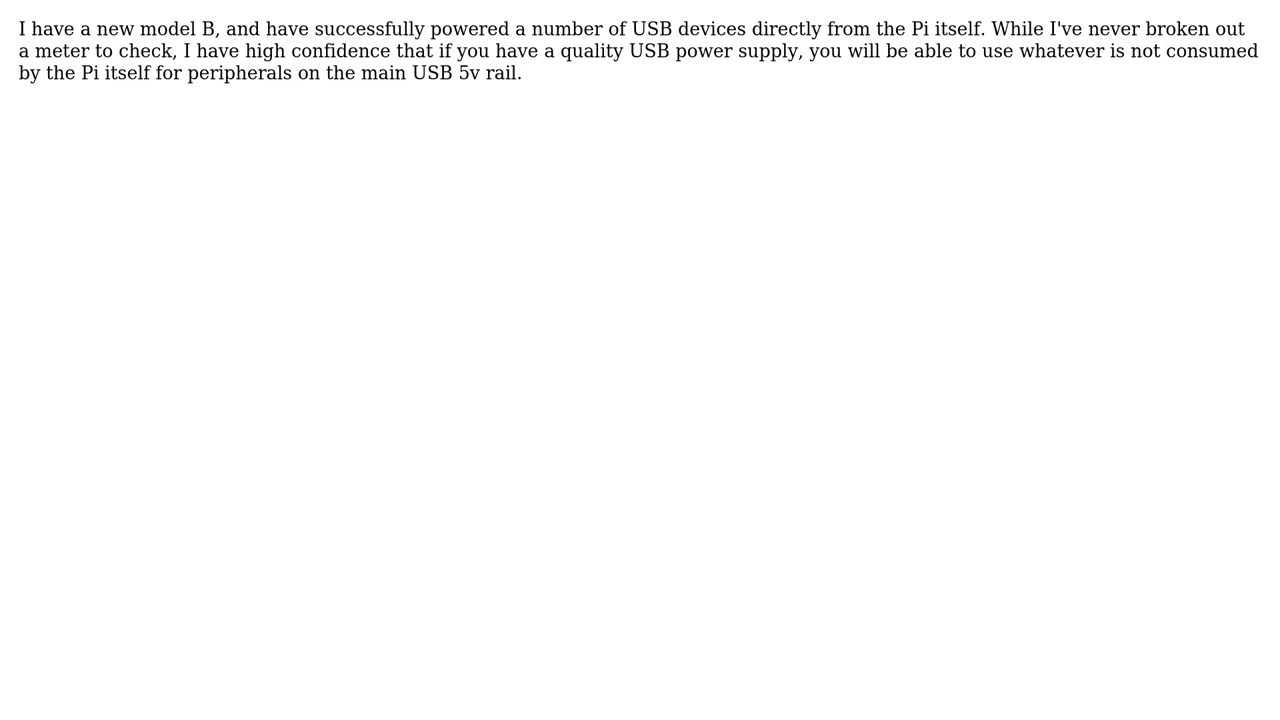 I have a new model B, and have successfully powered a number of USB devices directly from the Pi itself. While I've never broken out
a meter to check, I have high confidence that if you have a quality USB power supply, you will be able to use whatever is not consumed
by the Pi itself for peripherals on the main USB 5v rail.